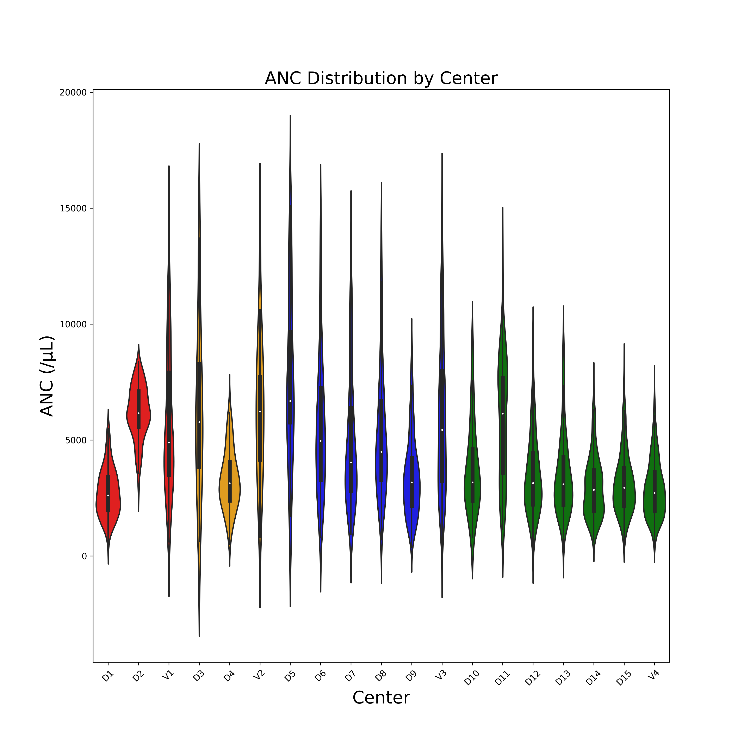 ANC Distribution by Center
20000
15000
10000
5000
0
ANC (/μL)
D1 D2 V1 D3 D4 V2 D5 D6 D7 D8 D9 V3 D10 D11 D12 D13 D14 D15 V4
Center